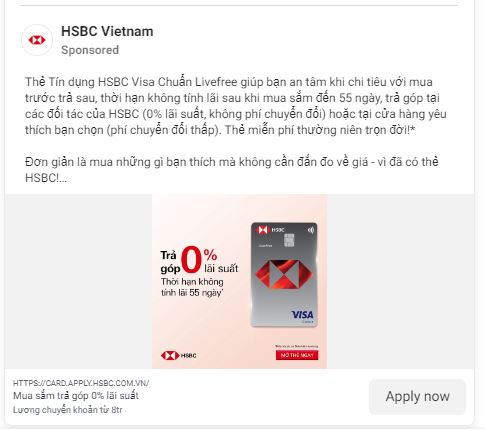 HSBC Vietnam
Sponsored
Thẻ Tín dụng HSBC Visa Chuẩn Livefree giúp bạn an tâm khi chi tiêu với mua
trước trả sau, thời hạn không tính lãi sau khi mua sắm đến 55 ngày, trả góp tại
các đối tác của HSBC (0% lãi suất, không phí chuyển đổi) hoặc tại cửa hàng yêu
thích bạn chọn (phí chuyển đổi thấp). Thẻ miễn phí thường niên trọn đời!*
Đơn giản là mua những gì bạn thích mà không cần đắn đo về giá - vì đã có thẻ
HSBC!...
HSBC
LiveFree
Trả góp 0% lãi suất
Thời hạn không
tính lãi 55 ngày*
VISA
HSBC
MỞ THẺ NGAY
HTTPS://CARD.APPLY.HSBC.COM.VN/
Mua sắm trả góp 0% lãi suất
Lương chuyển khoản từ 8tr
Apply now